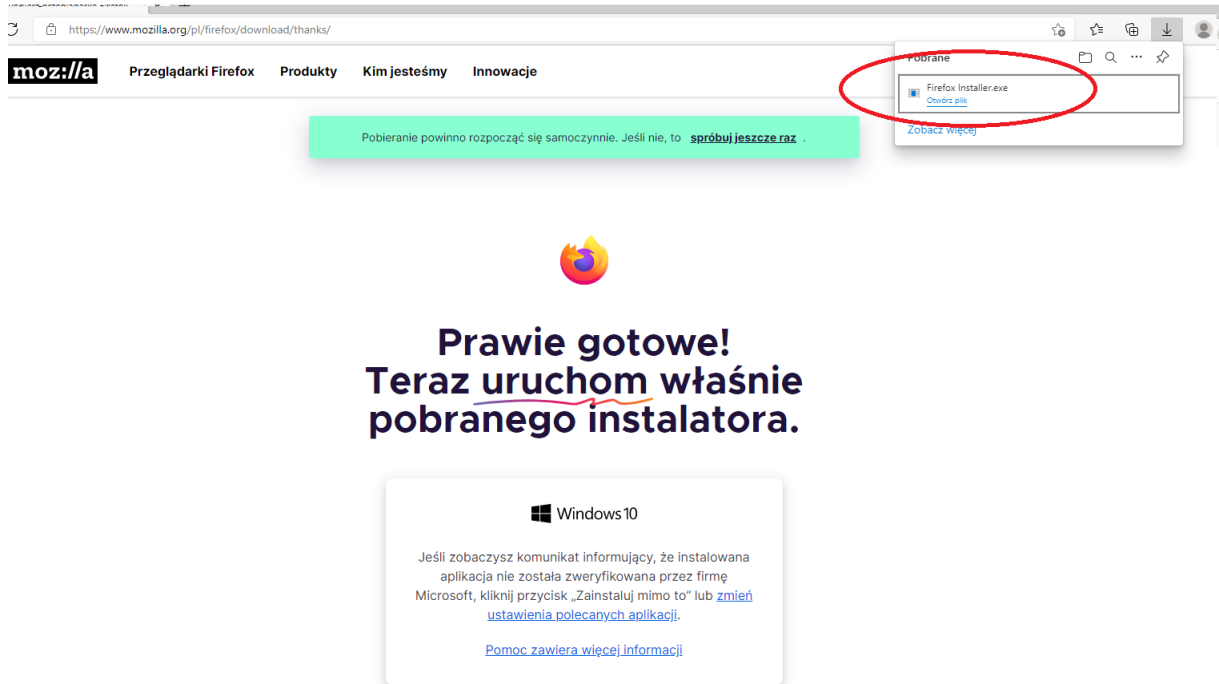 https://www.mozilla.org/pl/firefox/download/thanks/
moz://a
Przeglądarki Firefox
Produkty
Kim jesteśmy
Innowacje
Pobrane
Firefox Installer.exe
Otwórz plik
Zobacz więcej
Pobieranie powinno rozpocząć się samoczynnie. Jeśli nie, to spróbuj jeszcze raz .
Prawie gotowe!
Teraz uruchom właśnie
pobranego instalatora.
Windows 10
Jeśli zobaczysz komunikat informujący, że instalowana
aplikacja nie została zweryfikowana przez firmę
Microsoft, kliknij przycisk „Zainstaluj mimo to” lub zmień
ustawienia polecanych aplikacji.
Pomoc zawiera więcej informacji